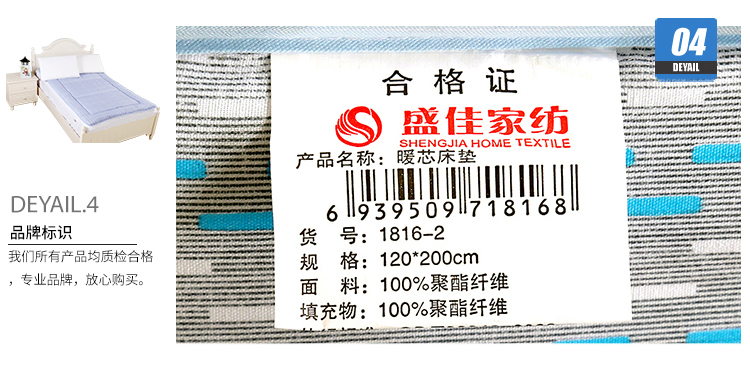 04
DEYAIL
合格证
盛佳家纺
SHENGJIA HOME TEXTILE
产品名称：暖芯床垫
6 939509 718168
货 号：1816-2
规 格：120*200cm
面 料：100%聚酯纤维
填充物：100%聚酯纤维
DEYAIL.4
品牌标识
我们所有产品均质检合格
，专业品牌，放心购买。